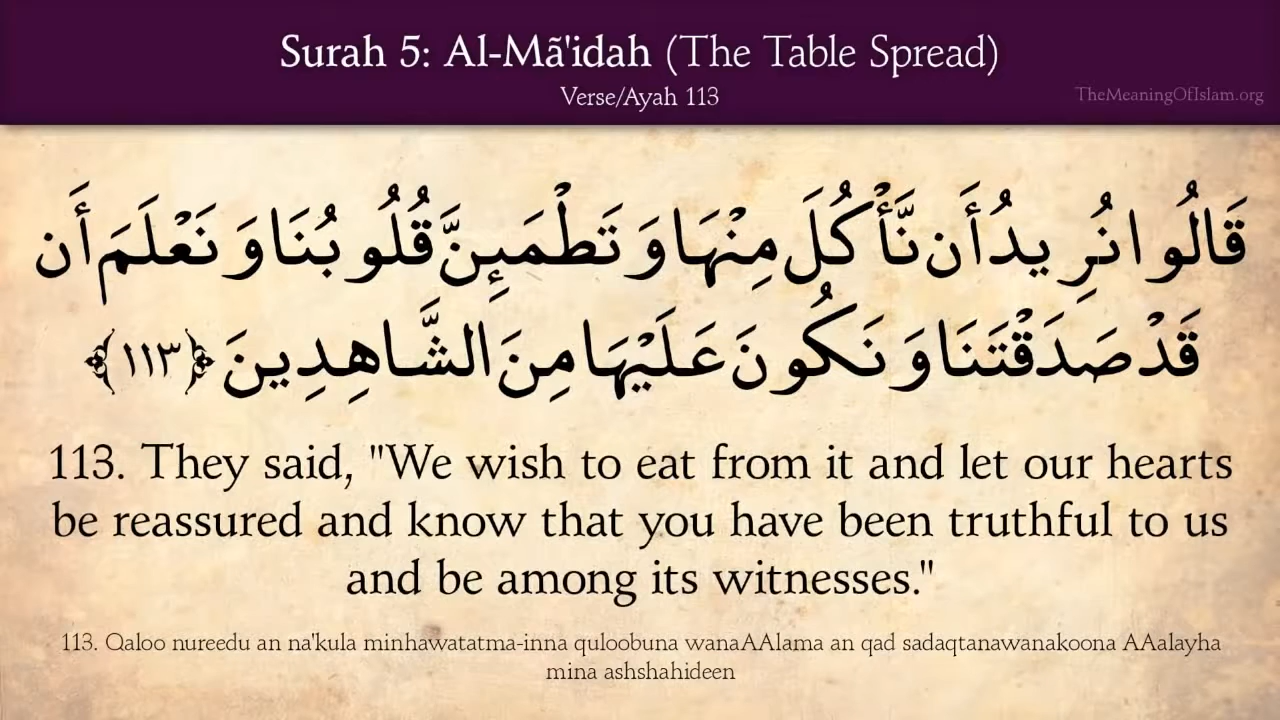 Surah 5: Al-Mã'idah (The Table Spread)
Verse/Ayah 113
TheMeaningOfIslam.org
قَالُوا نُرِيدُ أَن نَّأْكُلَ مِنْهَا وَتَطْمَئِنَّ قُلُوبُنَا وَنَعْلَمَ أَن
قَدْ صَدَقْتَنَا وَنَكُونَ عَلَيْهَا مِنَ الشَّاهِدِينَ ﴿١١٣﴾
113. They said, "We wish to eat from it and let our hearts
be reassured and know that you have been truthful to us
and be among its witnesses."
113. Qaloo nureedu an na'kula minhawatatma-inna quloobuna wanaAAlama an qad sadaqtanawanakoona AAalayha
mina ashshahideen